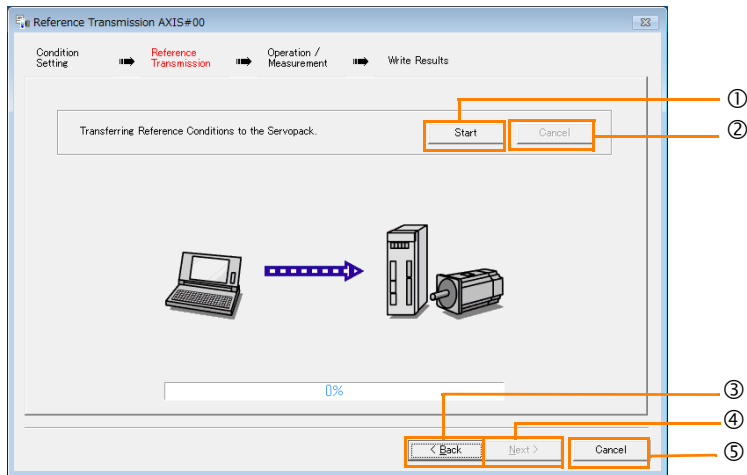 Reference Transmission AXIS#00
Condition Setting
Reference Transmission
Operation / Measurement
Write Results
Transferring Reference Conditions to the Servopack.
Start
Cancel
①
②
0%
③
④
⑤
< Back
Next >
Cancel